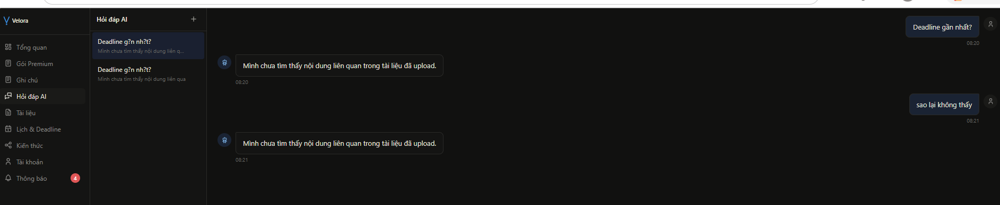 Velora
Tổng quan
Gói Premium
Ghi chú
Hỏi đáp AI
Tài liệu
Lịch & Deadline
Kiến thức
Tài khoản
Thông báo
4
Hỏi đáp AI
+
Deadline g?n nh?t?
Mình chưa tìm thấy nội dung liên q...
Deadline g?n nh?t?
Mình chưa tìm thấy nội dung liên qua
Deadline gần nhất?
08:20
Mình chưa tìm thấy nội dung liên quan trong tài liệu đã upload.
08:20
sao lại không thấy
08:21
Mình chưa tìm thấy nội dung liên quan trong tài liệu đã upload.
08:21